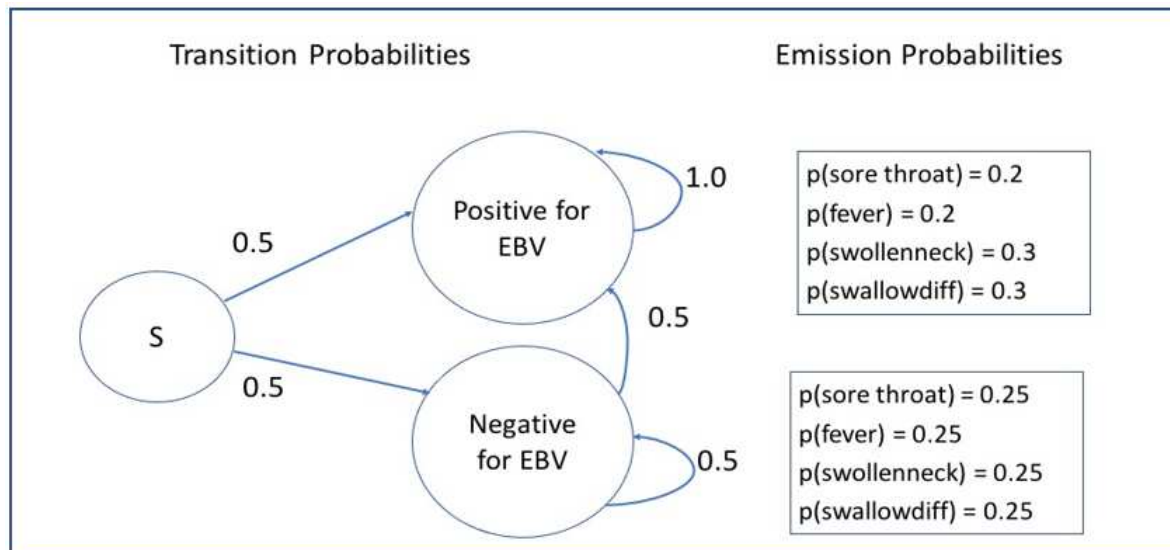 Transition Probabilities
Emission Probabilities
Positive for
EBV
1.0
0.5
S
0.5
0.5
Negative
for EBV
0.5
p(sore throat) = 0.2
p(fever) = 0.2
p(swollenneck) = 0.3
p(swallowdiff) = 0.3
p(sore throat) = 0.25
p(fever) = 0.25
p(swollenneck) = 0.25
p(swallowdiff) = 0.25